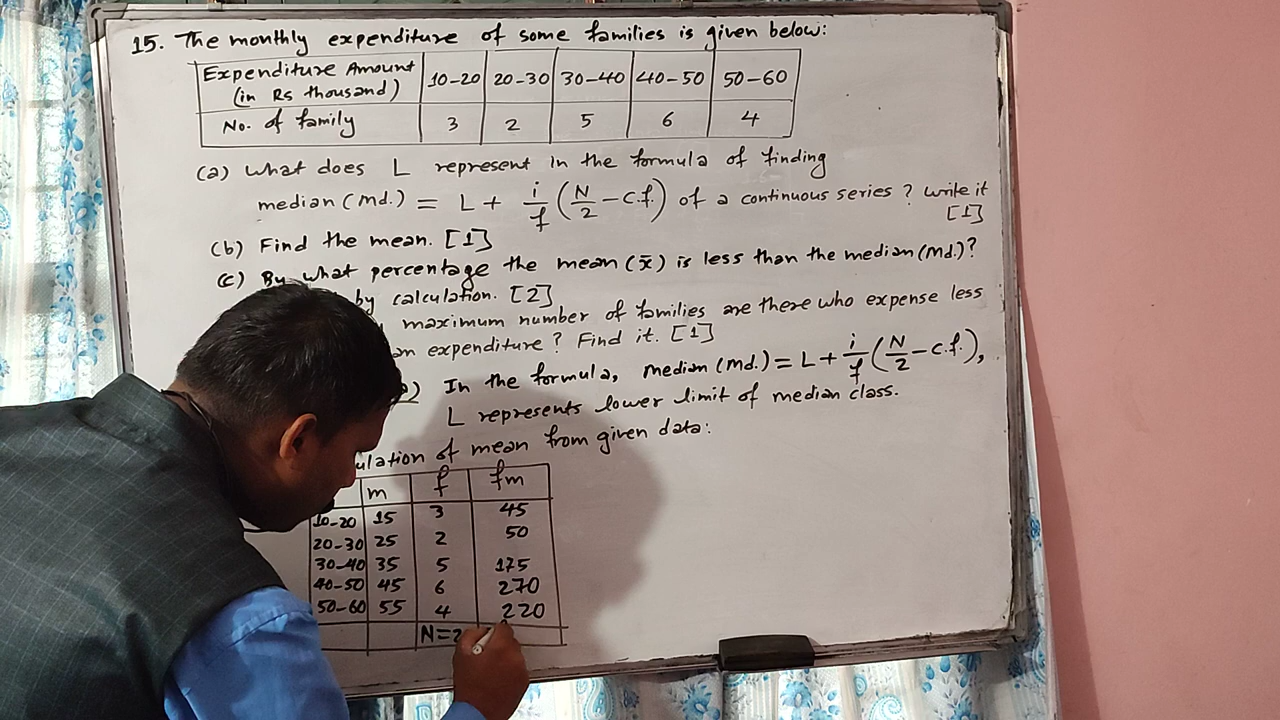 15. The monthly expenditure of some families is given below:
Expenditure Amount (in Rs thousand) 10-20 20-30 30-40 40-50 50-60
No. of family 3 2 5 6 4
(a) What does L represent in the formula of finding
median (Md.) = L + i/f (N/2 - c.f.) of a continuous series? Write it [1]
(b) Find the mean. [1]
(c) By what percentage the mean (x̄) is less than the median (Md.)?
by calculation. [2]
maximum number of families are there who expense less
expenditure? Find it. [1]
In the formula, median (Md.) = L + i/f (N/2 - c.f.),
L represents lower limit of median class.
of mean from given data:
m f fm
10-20 15 3 45
20-30 25 2 50
30-40 35 5 175
40-50 45 6 270
50-60 55 4 220
N=2